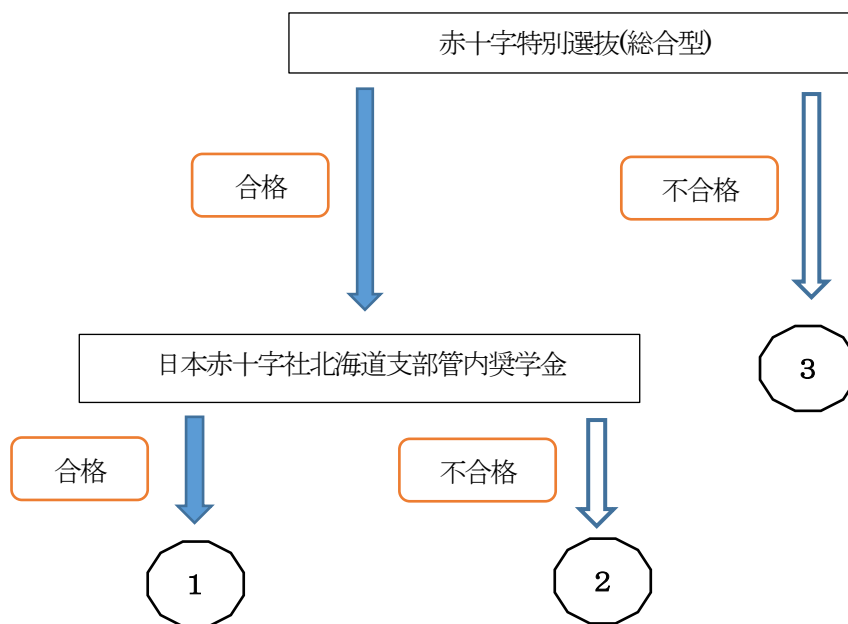 赤十字特別選抜(総合型)
合格
不合格
日本赤十字社北海道支部管内奨学金
3
合格
不合格
1
2